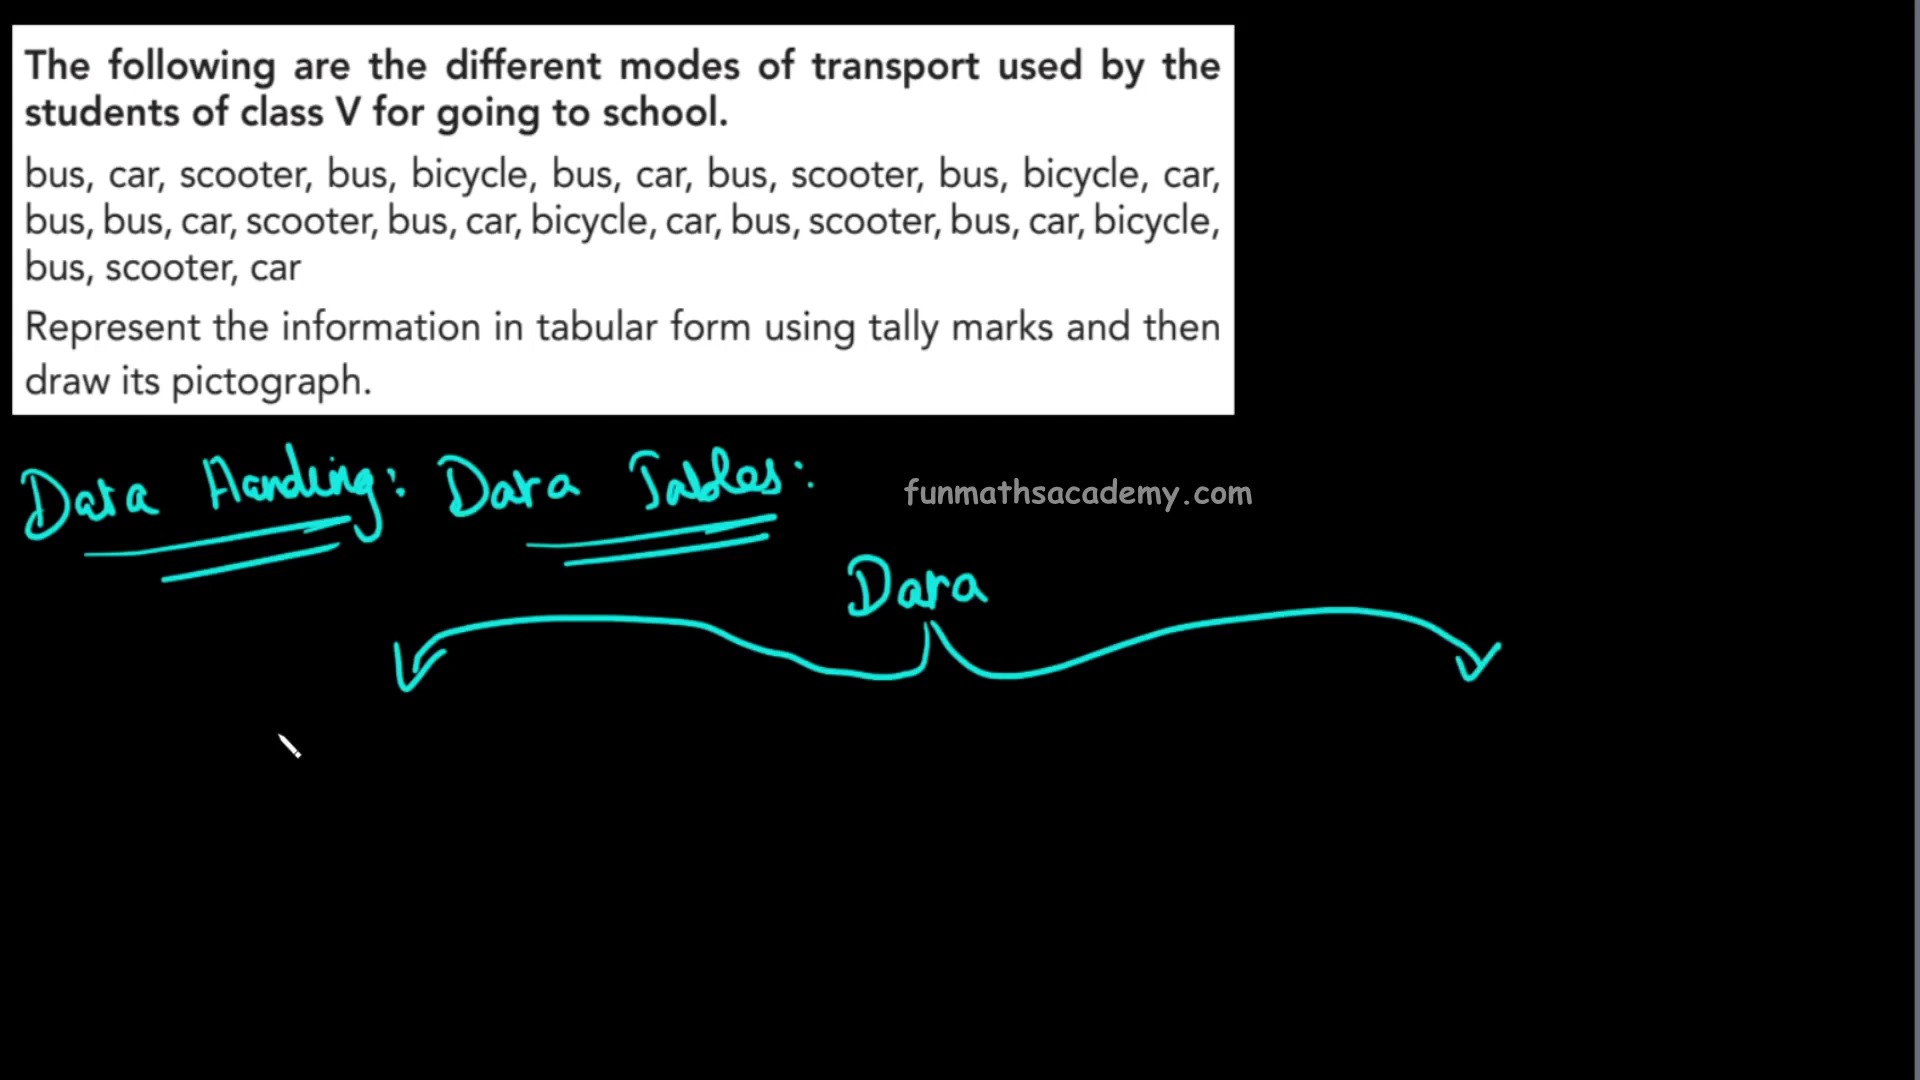 The following are the different modes of transport used by the
students of class V for going to school.
bus, car, scooter, bus, bicycle, bus, car, bus, scooter, bus, bicycle, car,
bus, bus, car, scooter, bus, car, bicycle, car, bus, scooter, bus, car, bicycle,
bus, scooter, car
Represent the information in tabular form using tally marks and then
draw its pictograph.
Data Handling: Data Tables:
funmathsacademy.com
Data